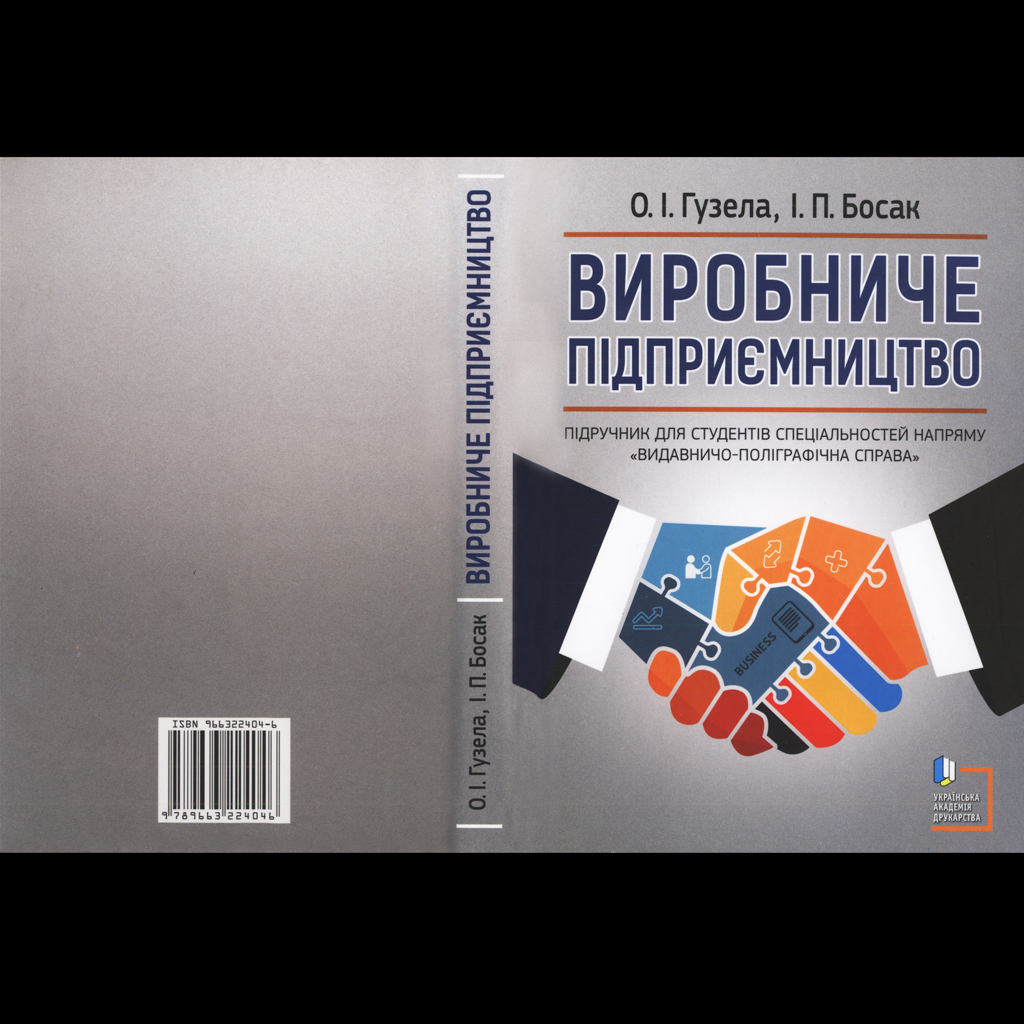 ISBN 966322404-6
9 789663 224046
ВИРОБНИЧЕ ПІДПРИЄМНИЦТВО
О. І. Гузела, І. П. Босак
О. І. Гузела, І. П. Босак
ВИРОБНИЧЕ
ПІДПРИЄМНИЦТВО
ПІДРУЧНИК ДЛЯ СТУДЕНТІВ СПЕЦІАЛЬНОСТЕЙ НАПРЯМУ
«ВИДАВНИЧО-ПОЛІГРАФІЧНА СПРАВА»
BUSINESS
УКРАЇНСЬКА
АКАДЕМІЯ
ДРУКАРСТВА